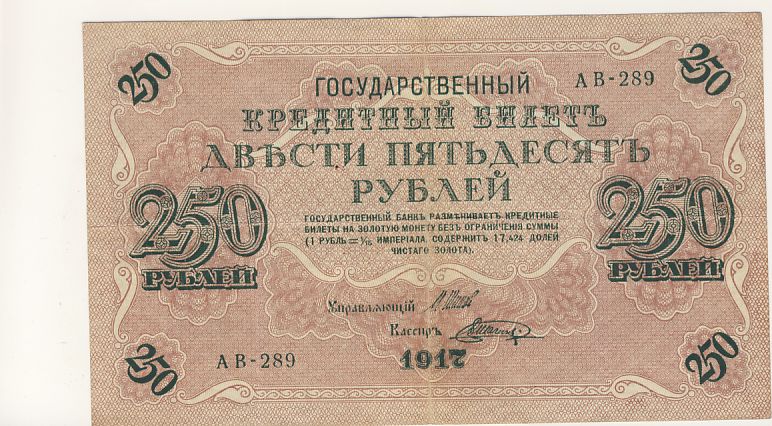 250 250
ГОСУДАРСТВЕННЫЙ АВ-289
КРЕДИТНЫЙ БИЛЕТЪ
ДВѢСТИ ПЯТЬДЕСЯТЪ
РУБЛЕЙ
250 РУБЛЕЙ
250 РУБЛЕЙ
ГОСУДАРСТВЕННЫЙ БАНКЪ РАЗМѢНИВАЕТЪ КРЕДИТНЫЕ
БИЛЕТЫ НА ЗОЛОТУЮ МОНЕТУ БЕЗЪ ОГРАНИЧЕНІЯ СУММЫ
(1 РУБЛЬ = 1/15 ИМПЕРІАЛА, СОДЕРЖИТЪ 17,424 ДОЛЕЙ
ЧИСТАГО ЗОЛОТА).
Управляющій
Кассиръ
АВ-289 1917
250 250